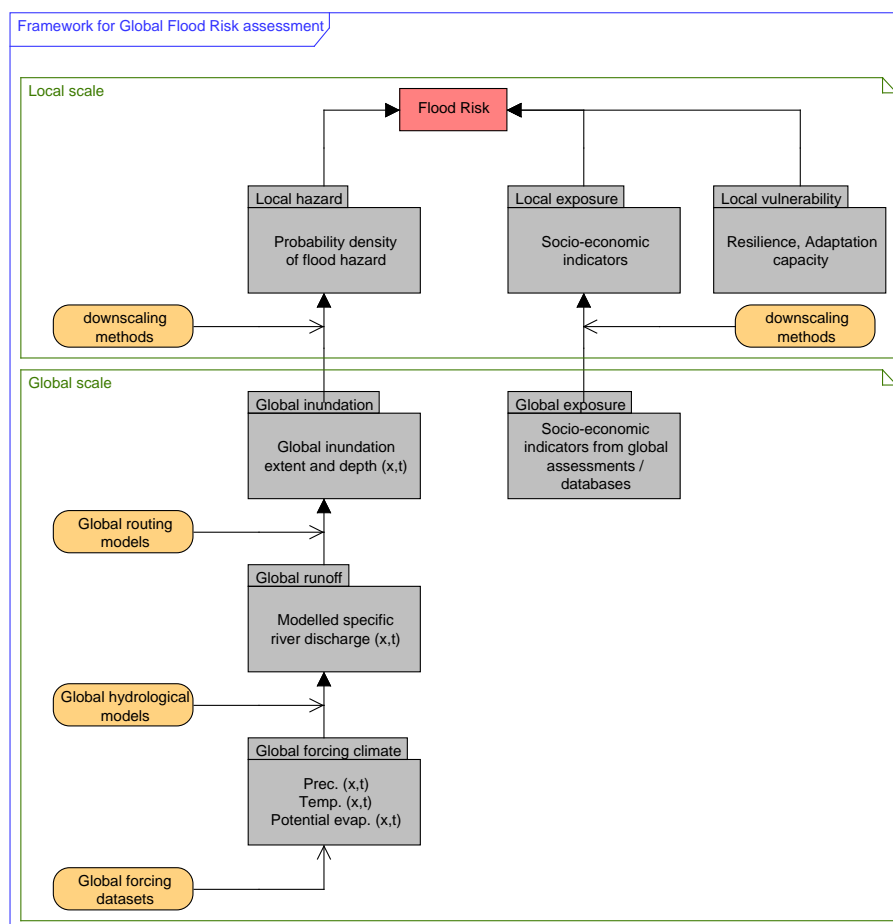 Framework for Global Flood Risk assessment
Local scale
Flood Risk
Local hazard
Probability density
of flood hazard
Local exposure
Socio-economic
indicators
Local vulnerability
Resilience, Adaptation
capacity
downscaling
methods
downscaling
methods
Global scale
Global inundation
Global inundation
extent and depth (x,t)
Global exposure
Socio-economic
indicators from global
assessments /
databases
Global routing
models
Global runoff
Modelled specific
river discharge (x,t)
Global hydrological
models
Global forcing climate
Prec. (x,t)
Temp. (x,t)
Potential evap. (x,t)
Global forcing
datasets